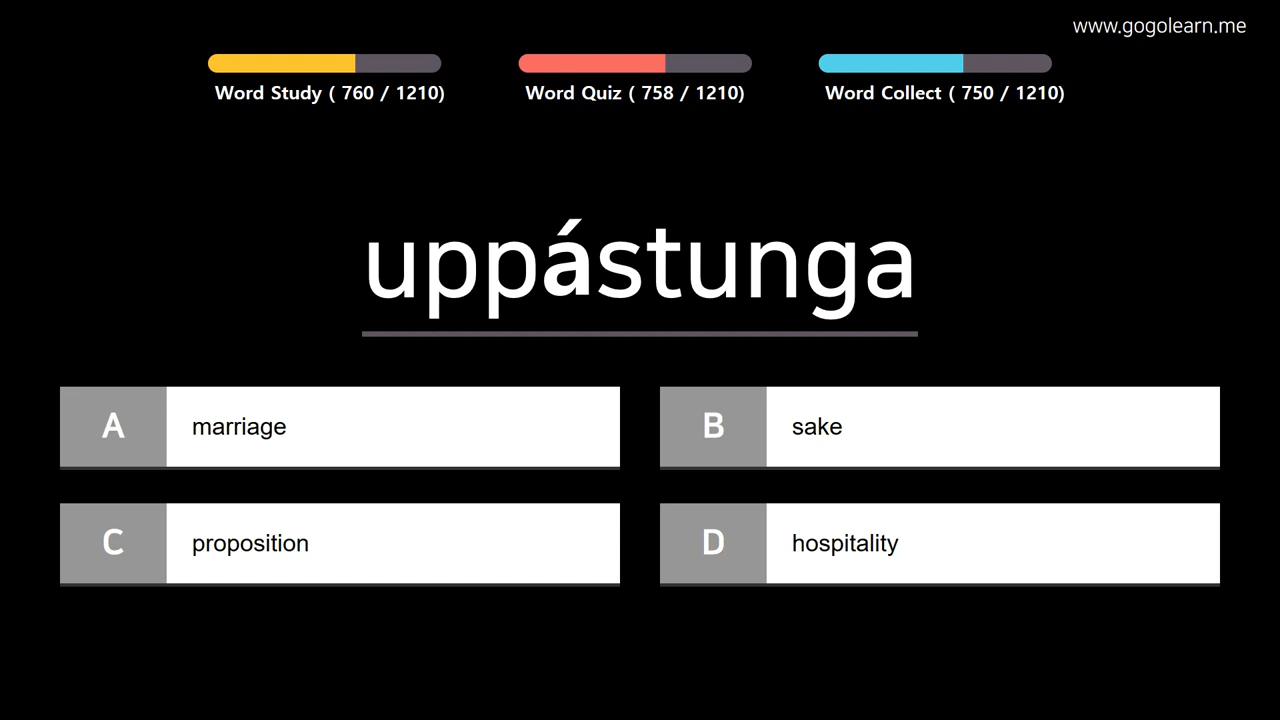 www.gogolearn.me
Word Study ( 760 / 1210)
Word Quiz ( 758 / 1210)
Word Collect ( 750 / 1210)
uppástunga
A marriage
B sake
C proposition
D hospitality